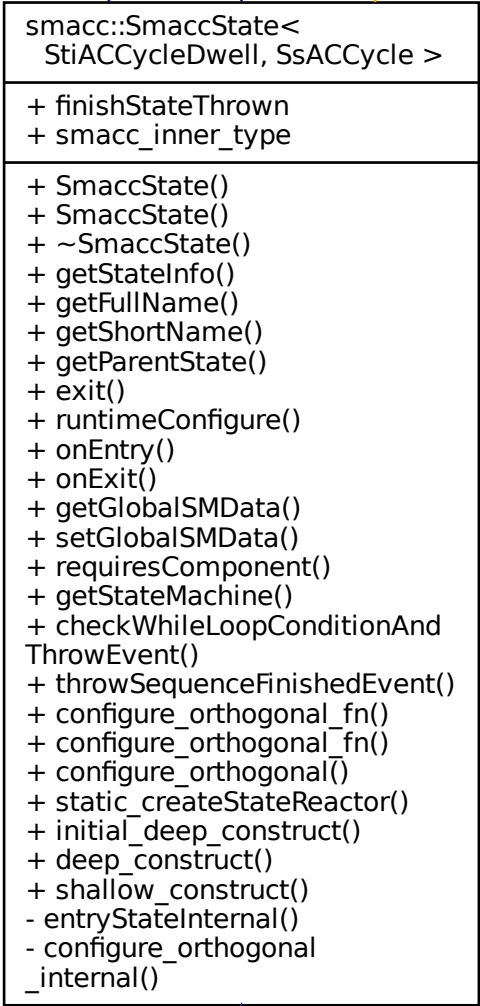 smacc::SmaccState<
StiACCycleDwell, SsACCycle >
+ finishStateThrown
+ smacc_inner_type
+ SmaccState()
+ SmaccState()
+ ~SmaccState()
+ getStateInfo()
+ getFullName()
+ getShortName()
+ getParentState()
+ exit()
+ runtimeConfigure()
+ onEntry()
+ onExit()
+ getGlobalSMData()
+ setGlobalSMData()
+ requiresComponent()
+ getStateMachine()
+ checkWhileLoopConditionAnd
ThrowEvent()
+ throwSequenceFinishedEvent()
+ configure_orthogonal_fn()
+ configure_orthogonal_fn()
+ configure_orthogonal()
+ static_createStateReactor()
+ initial_deep_construct()
+ deep_construct()
+ shallow_construct()
- entryStateInternal()
- configure_orthogonal
_internal()